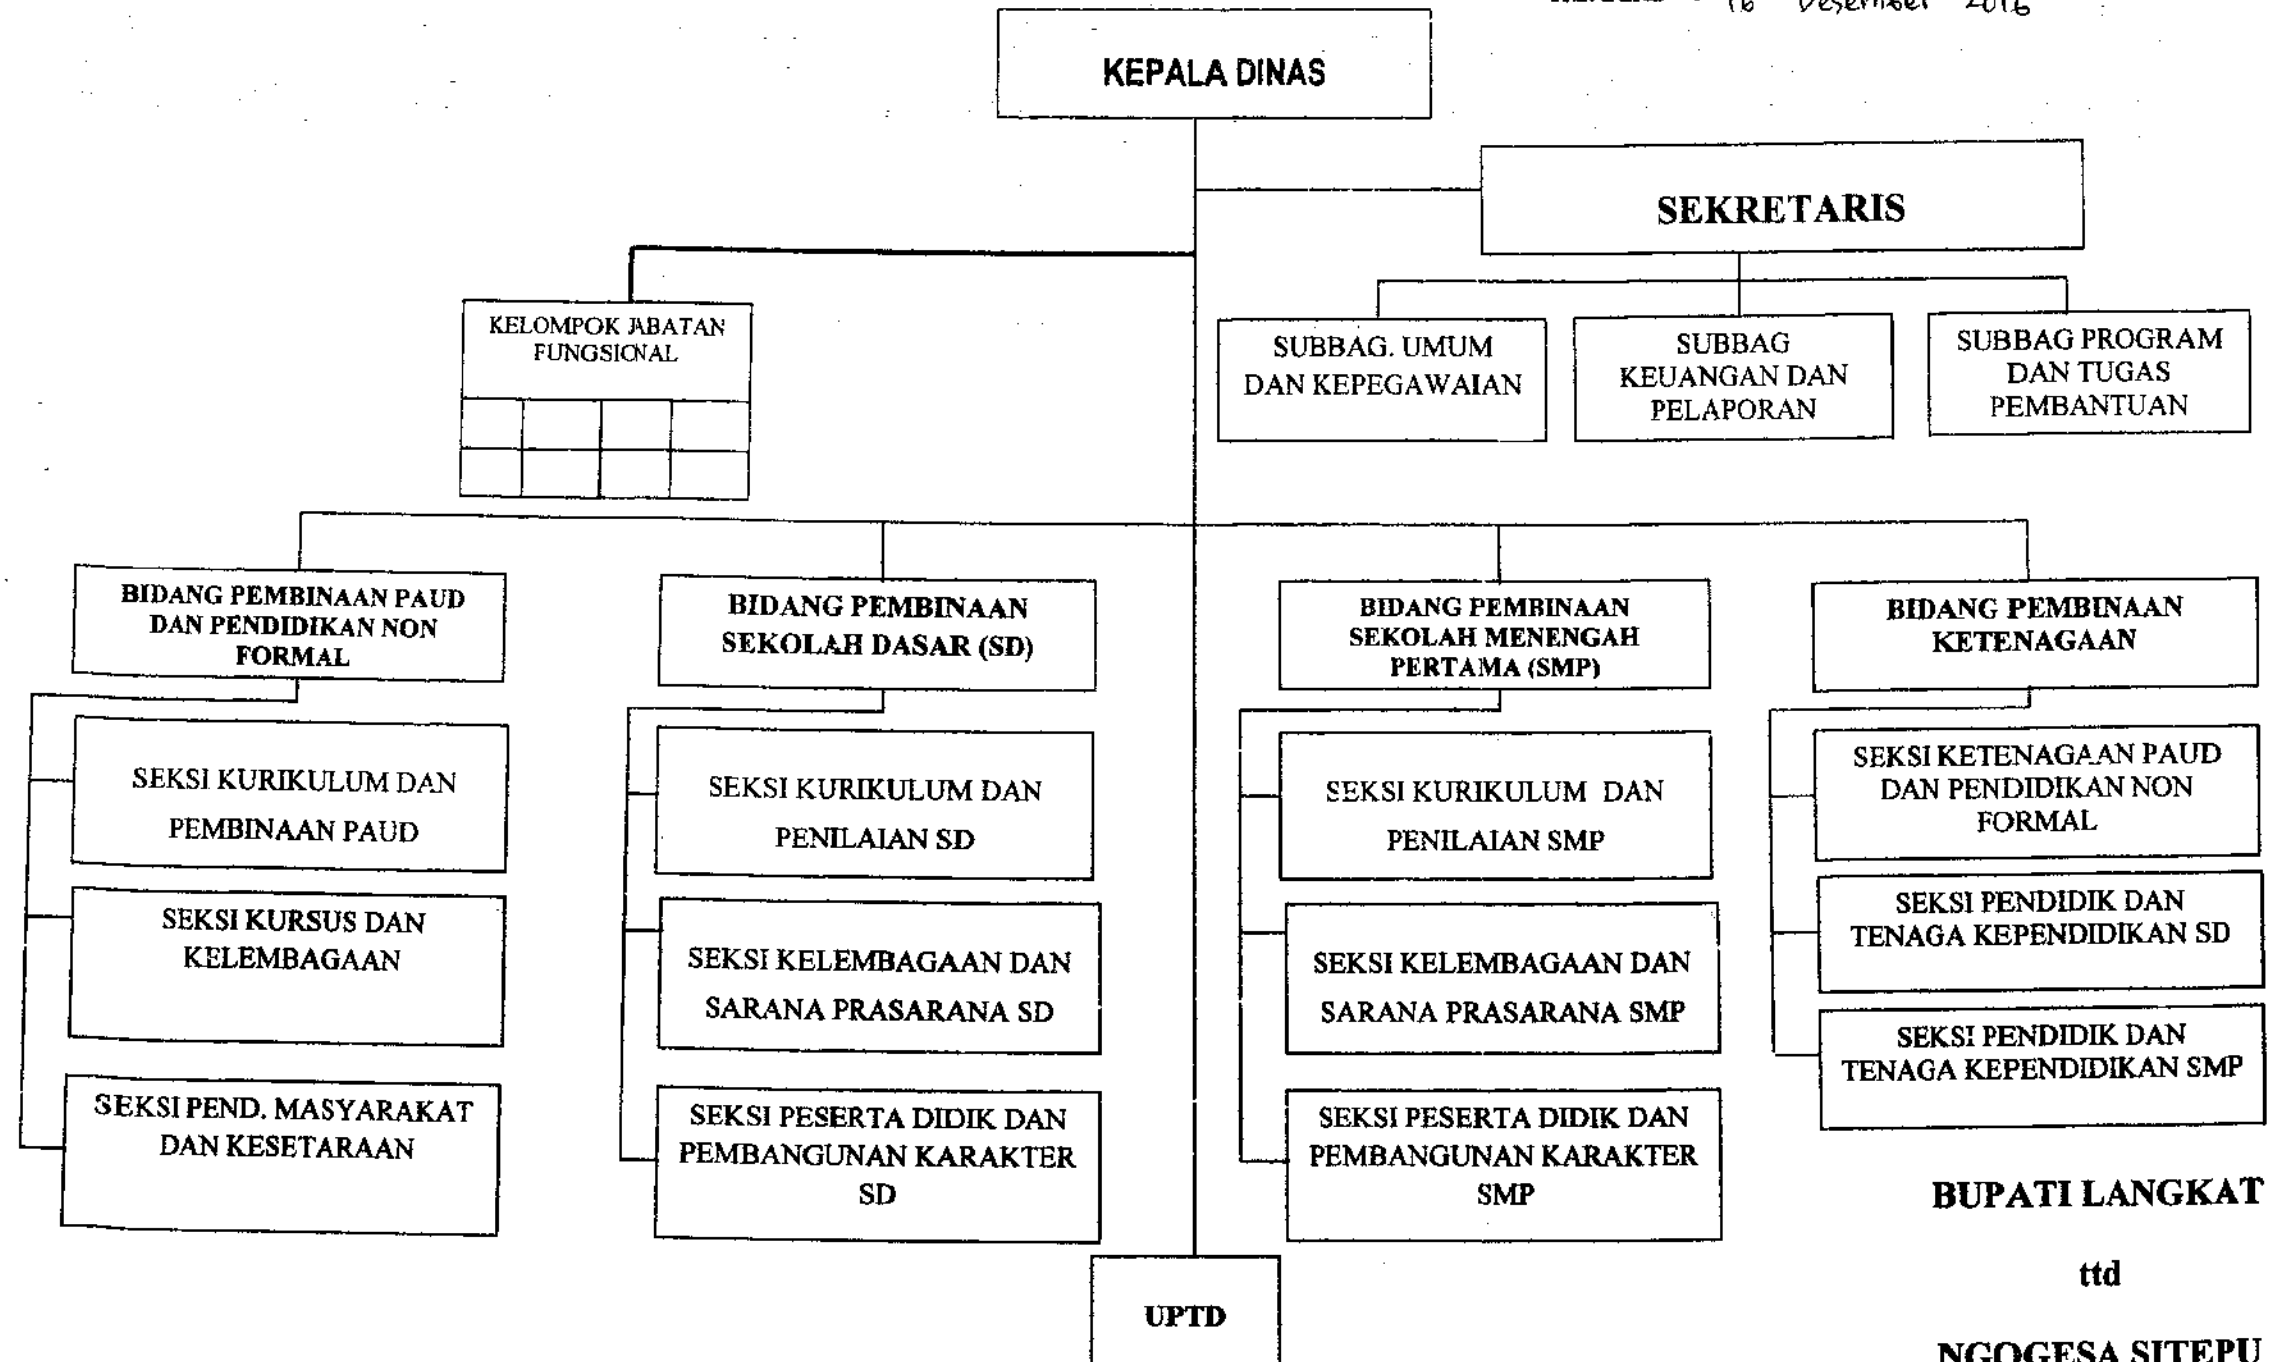 16 Desember 2016
KEPALA DINAS
SEKRETARIS
KELOMPOK JABATAN
FUNGSIONAL
SUBBAG. UMUM
DAN KEPEGAWAIAN
SUBBAG
KEUANGAN DAN
PELAPORAN
SUBBAG PROGRAM
DAN TUGAS
PEMBANTUAN
BIDANG PEMBINAAN PAUD
DAN PENDIDIKAN NON
FORMAL
BIDANG PEMBINAAN
SEKOLAH DASAR (SD)
BIDANG PEMBINAAN
SEKOLAH MENENGAH
PERTAMA (SMP)
BIDANG PEMBINAAN
KETENAGAAN
SEKSI KURIKULUM DAN
PEMBINAAN PAUD
SEKSI KURIKULUM DAN
PENILAIAN SD
SEKSI KURIKULUM DAN
PENILAIAN SMP
SEKSI KETENAGAAN PAUD
DAN PENDIDIKAN NON
FORMAL
SEKSI KURSUS DAN
KELEMBAGAAN
SEKSI KELEMBAGAAN DAN
SARANA PRASARANA SD
SEKSI KELEMBAGAAN DAN
SARANA PRASARANA SMP
SEKSI PENDIDIK DAN
TENAGA KEPENDIDIKAN SD
SEKSI PEND. MASYARAKAT
DAN KESETARAAN
SEKSI PESERTA DIDIK DAN
PEMBANGUNAN KARAKTER
SD
SEKSI PESERTA DIDIK DAN
PEMBANGUNAN KARAKTER
SMP
SEKSI PENDIDIK DAN
TENAGA KEPENDIDIKAN SMP
UPTD
BUPATI LANGKAT
ttd
NGOGESA SITEPU